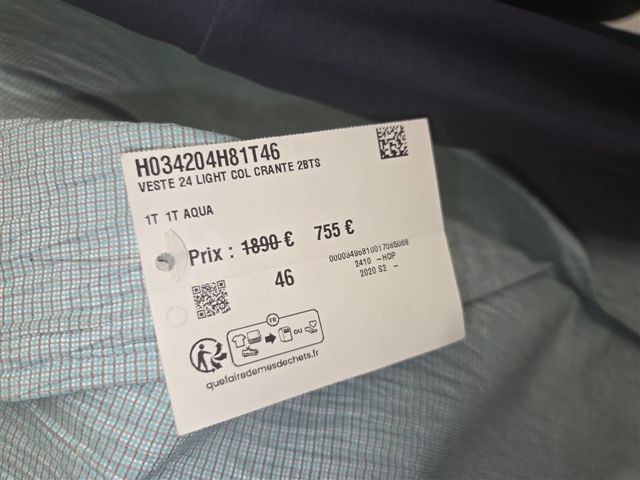 H034204H81T46
VESTE 24 LIGHT COL CRANTE 2BTS
1T 1T AQUA
Prix : 1890 € 755 €
46
00003496810017065068
2410 -HOP
2020 S2 -
FR
OU
quefairedemesdechets.fr